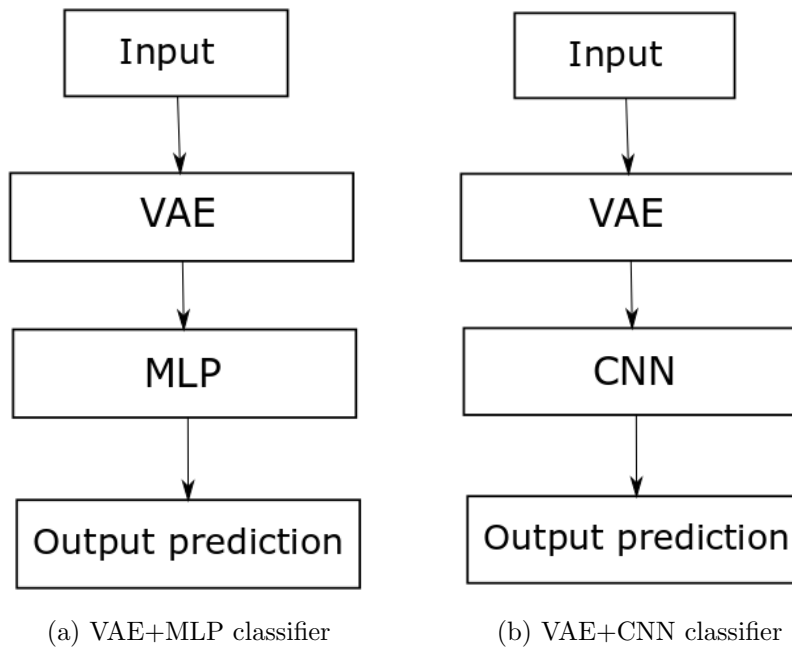 Input
VAE
MLP
Output prediction
(a) VAE+MLP classifier
Input
VAE
CNN
Output prediction
(b) VAE+CNN classifier